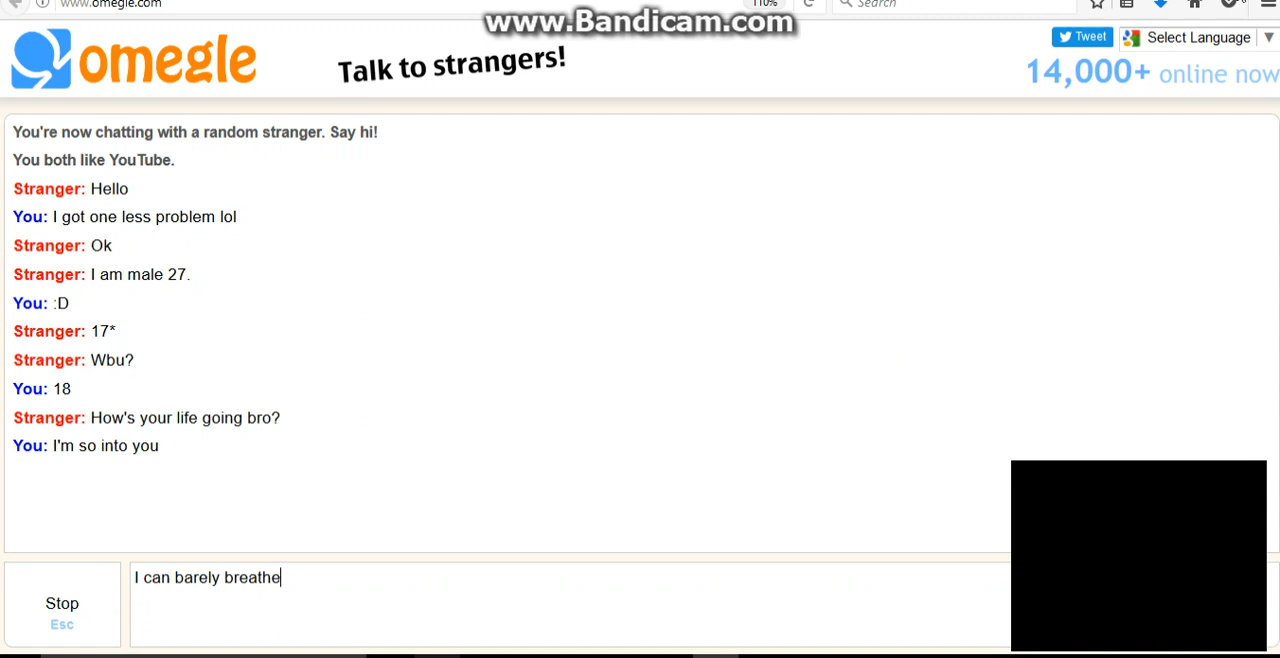 www.omegle.com
110%
Search
www.Bandicam.com
omegle
Talk to strangers!
Tweet
Select Language
14,000+ online now
You're now chatting with a random stranger. Say hi!
You both like YouTube.
Stranger: Hello
You: I got one less problem lol
Stranger: Ok
Stranger: I am male 27.
You: :D
Stranger: 17*
Stranger: Wbu?
You: 18
Stranger: How's your life going bro?
You: I'm so into you
I can barely breathe
Stop
Esc